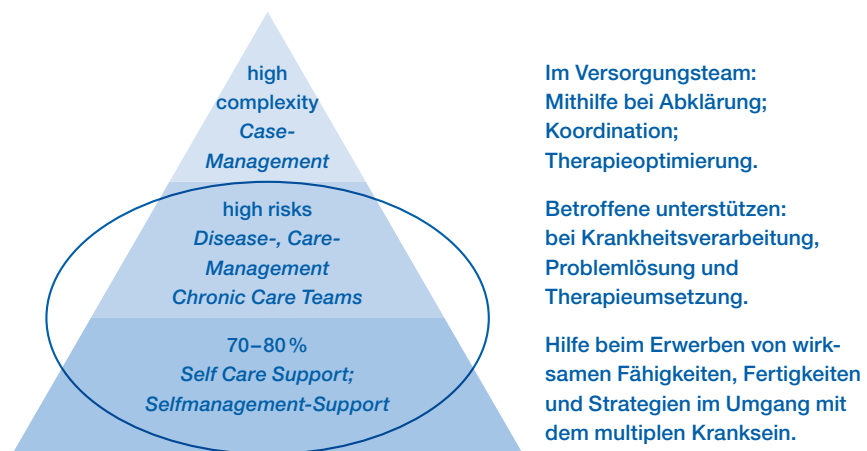 high
complexity
Case-
Management
Im Versorgungsteam:
Mithilfe bei Abklärung;
Koordination;
Therapieoptimierung.
high risks
Disease-, Care-
Management
Chronic Care Teams
Betroffene unterstützen:
bei Krankheitsverarbeitung,
Problemlösung und
Therapieumsetzung.
70–80 %
Self Care Support;
Selfmanagement-Support
Hilfe beim Erwerben von wirk-
samen Fähigkeiten, Fertigkeiten
und Strategien im Umgang mit
dem multiplen Kranksein.